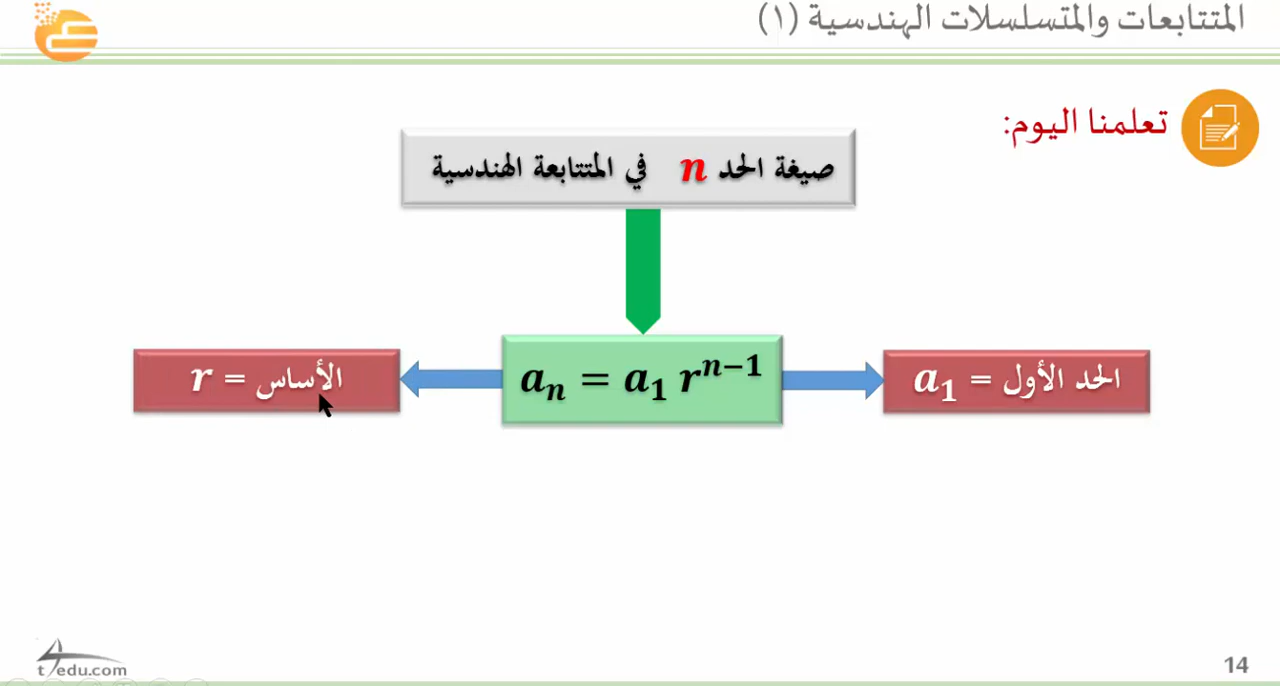 المتتابعات والمتسلسلات الهندسية (١)
تعلمنا اليوم:
صيغة الحد n في المتتابعة الهندسية
الحد الأول = a₁
aₙ = a₁ rⁿ⁻¹
الأساس = r
t4edu.com
14